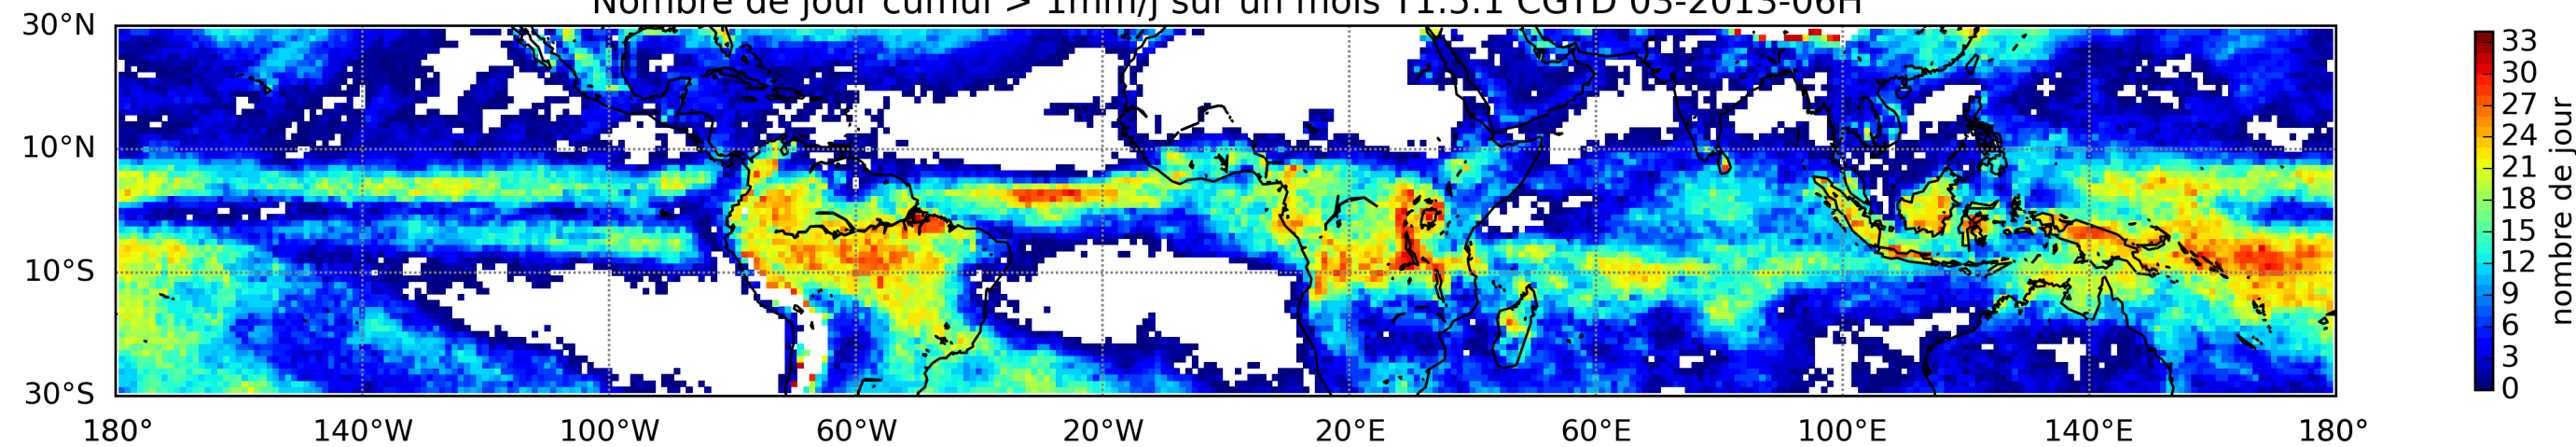 Nombre de jour cumul > 1mm/j sur un mois T1.5.1 CGTD 03-2013-06H
30°N
10°N
10°S
30°S
180° 140°W 100°W 60°W 20°W 20°E 60°E 100°E 140°E 180°
33
30
27
24
21
18
15
12
9
6
3
0
nombre de jour